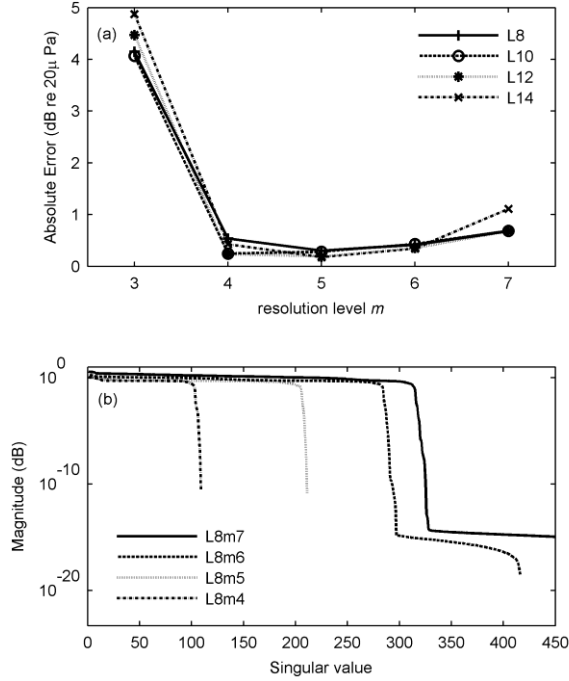 5
4
3
2
1
0
Absolute Error (dB re 20μ Pa)
(a)
L8
L10
L12
L14
3 4 5 6 7
resolution level m
10^0
10^-10
10^-20
Magnitude (dB)
(b)
L8m7
L8m6
L8m5
L8m4
0 50 100 150 200 250 300 350 400 450
Singular value